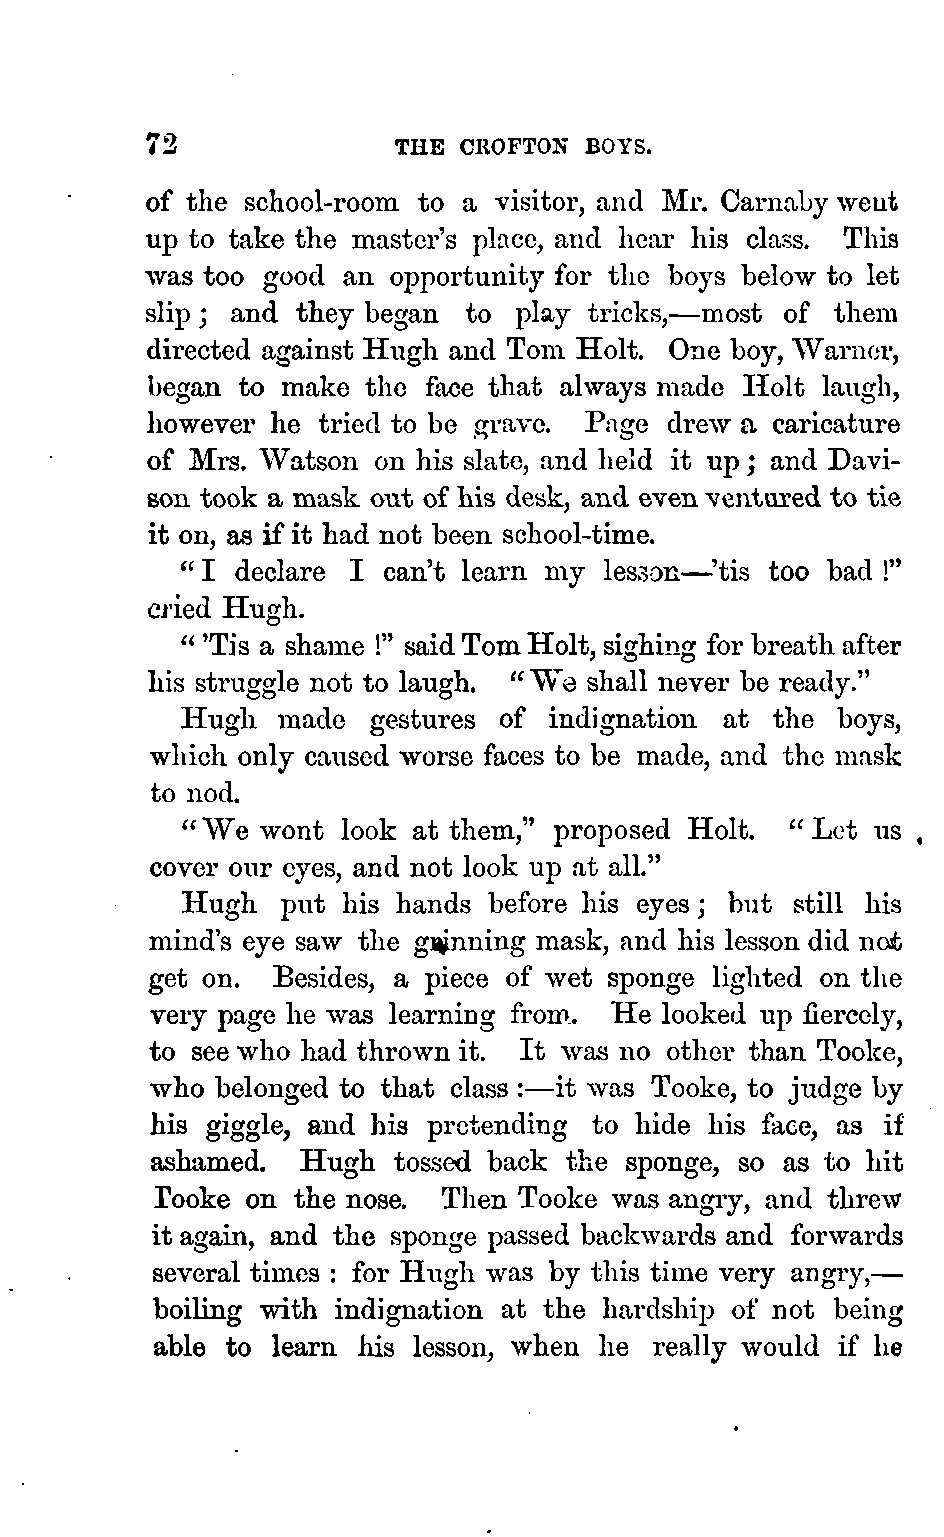 72 THE CROFTON BOYS.
of the school-room to a visitor, and Mr. Carnaby went
up to take the master's place, and hear his class. This
was too good an opportunity for the boys below to let
slip; and they began to play tricks,—most of them
directed against Hugh and Tom Holt. One boy, Warner,
began to make the face that always made Holt laugh,
however he tried to be grave. Page drew a caricature
of Mrs. Watson on his slate, and held it up; and Davi-
son took a mask out of his desk, and even ventured to tie
it on, as if it had not been school-time.
"I declare I can't learn my lesson—'tis too bad!"
cried Hugh.
"'Tis a shame!" said Tom Holt, sighing for breath after
his struggle not to laugh. "We shall never be ready."
Hugh made gestures of indignation at the boys,
which only caused worse faces to be made, and the mask
to nod.
"We wont look at them," proposed Holt. "Let us
cover our eyes, and not look up at all."
Hugh put his hands before his eyes; but still his
mind's eye saw the grinning mask, and his lesson did not
get on. Besides, a piece of wet sponge lighted on the
very page he was learning from. He looked up fiercely,
to see who had thrown it. It was no other than Tooke,
who belonged to that class:—it was Tooke, to judge by
his giggle, and his pretending to hide his face, as if
ashamed. Hugh tossed back the sponge, so as to hit
Tooke on the nose. Then Tooke was angry, and threw
it again, and the sponge passed backwards and forwards
several times: for Hugh was by this time very angry,—
boiling with indignation at the hardship of not being
able to learn his lesson, when he really would if he